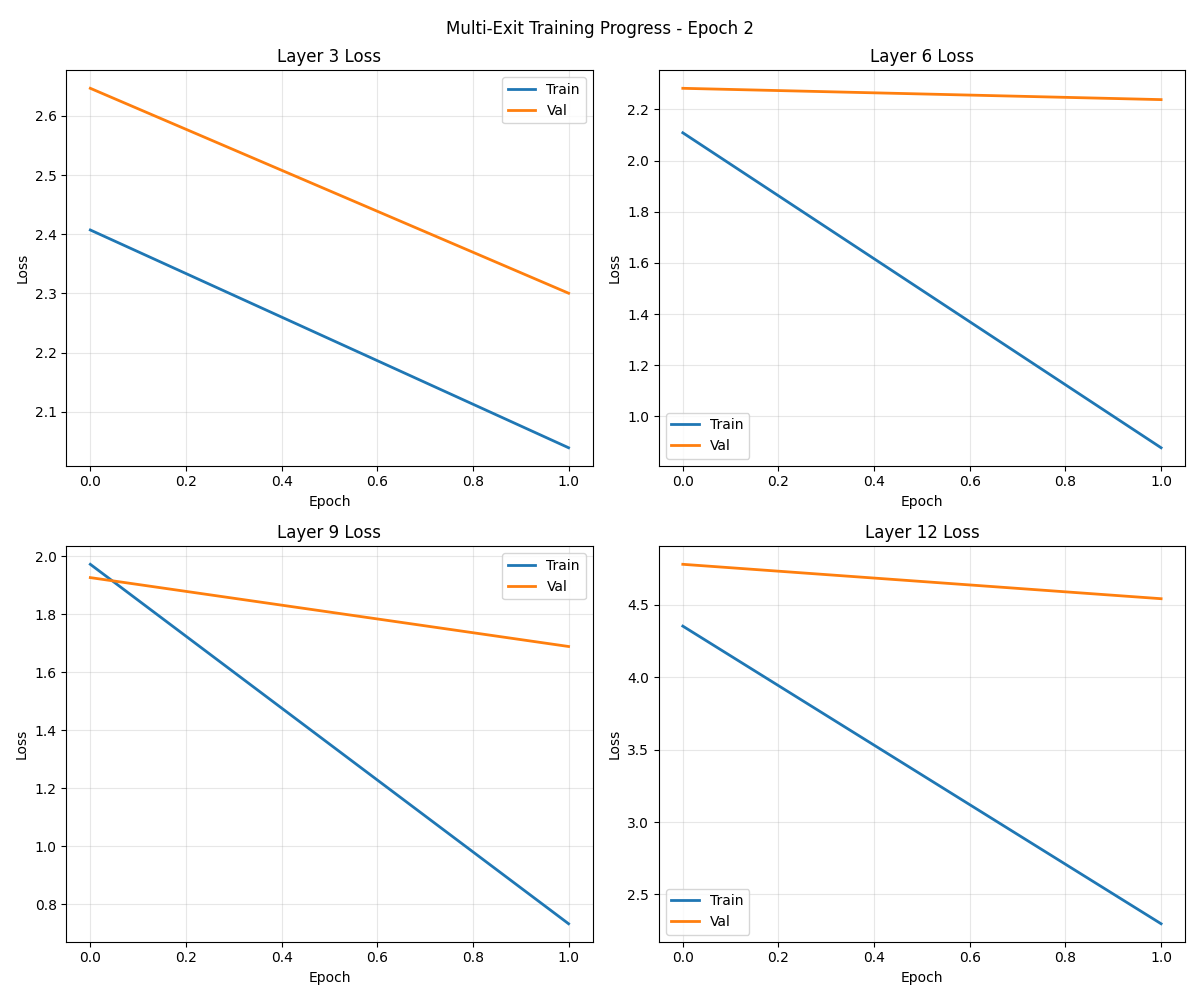 Multi-Exit Training Progress - Epoch 2
Layer 3 Loss
Train
Val
2.6
2.5
2.4
2.3
2.2
2.1
Loss
0.0 0.2 0.4 0.6 0.8 1.0
Epoch
Layer 6 Loss
2.2
2.0
1.8
1.6
1.4
1.2
1.0
Loss
Train
Val
0.0 0.2 0.4 0.6 0.8 1.0
Epoch
Layer 9 Loss
Train
Val
2.0
1.8
1.6
1.4
1.2
1.0
0.8
Loss
0.0 0.2 0.4 0.6 0.8 1.0
Epoch
Layer 12 Loss
4.5
4.0
3.5
3.0
2.5
Loss
Train
Val
0.0 0.2 0.4 0.6 0.8 1.0
Epoch